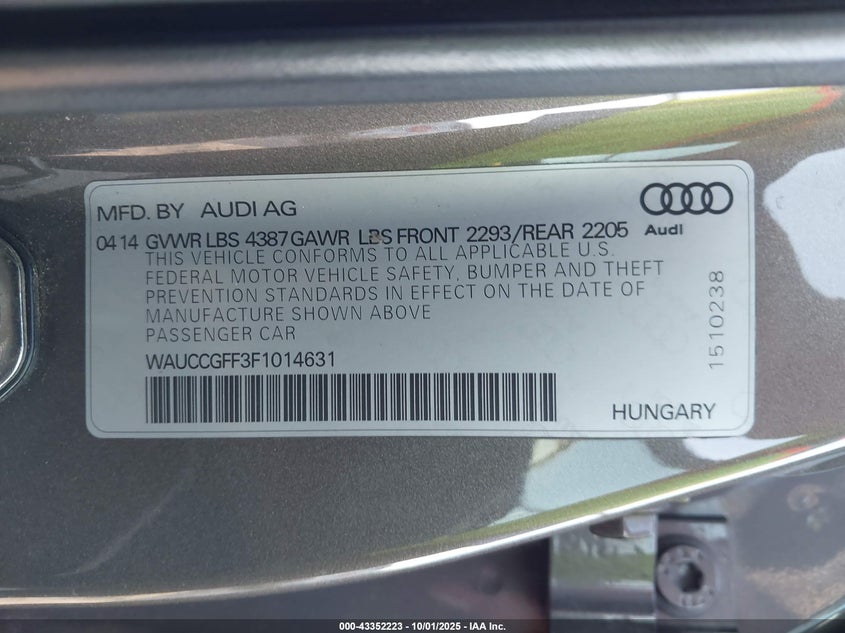 MFD. BY AUDI AG
Audi
04 14 GVWR LBS 4387 GAWR LBS FRONT 2293/REAR 2205
THIS VEHICLE CONFORMS TO ALL APPLICABLE U.S.
FEDERAL MOTOR VEHICLE SAFETY, BUMPER AND THEFT
PREVENTION STANDARDS IN EFFECT ON THE DATE OF
MANUFACTURE SHOWN ABOVE
PASSENGER CAR
WAUCCGFF3F1014631
1510238
HUNGARY
000-43352223 - 10/01/2025 - IAA Inc.